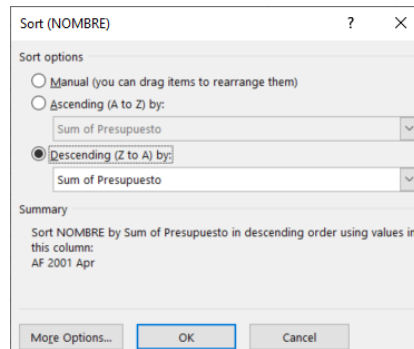 Sort (NOMBRE)
?
Sort options
Manual (you can drag items to rearrange them)
Ascending (A to Z) by:
Sum of Presupuesto
Descending (Z to A) by:
Sum of Presupuesto
Summary
Sort NOMBRE by Sum of Presupuesto in descending order using values in
this column:
AF 2001 Apr
More Options...
OK
Cancel